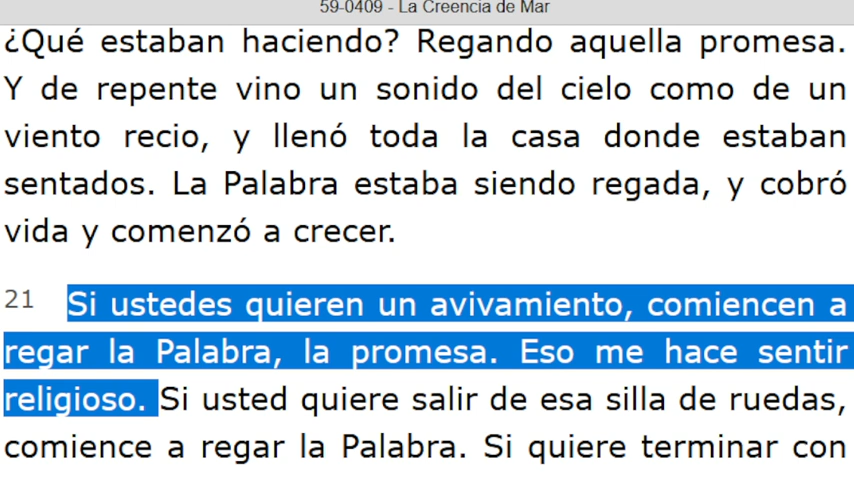 59-0409 - La Creencia de Mar
¿Qué estaban haciendo? Regando aquella promesa.
Y de repente vino un sonido del cielo como de un
viento recio, y llenó toda la casa donde estaban
sentados. La Palabra estaba siendo regada, y cobró
vida y comenzó a crecer.
21 Si ustedes quieren un avivamiento, comiencen a
regar la Palabra, la promesa. Eso me hace sentir
religioso. Si usted quiere salir de esa silla de ruedas,
comience a regar la Palabra. Si quiere terminar con